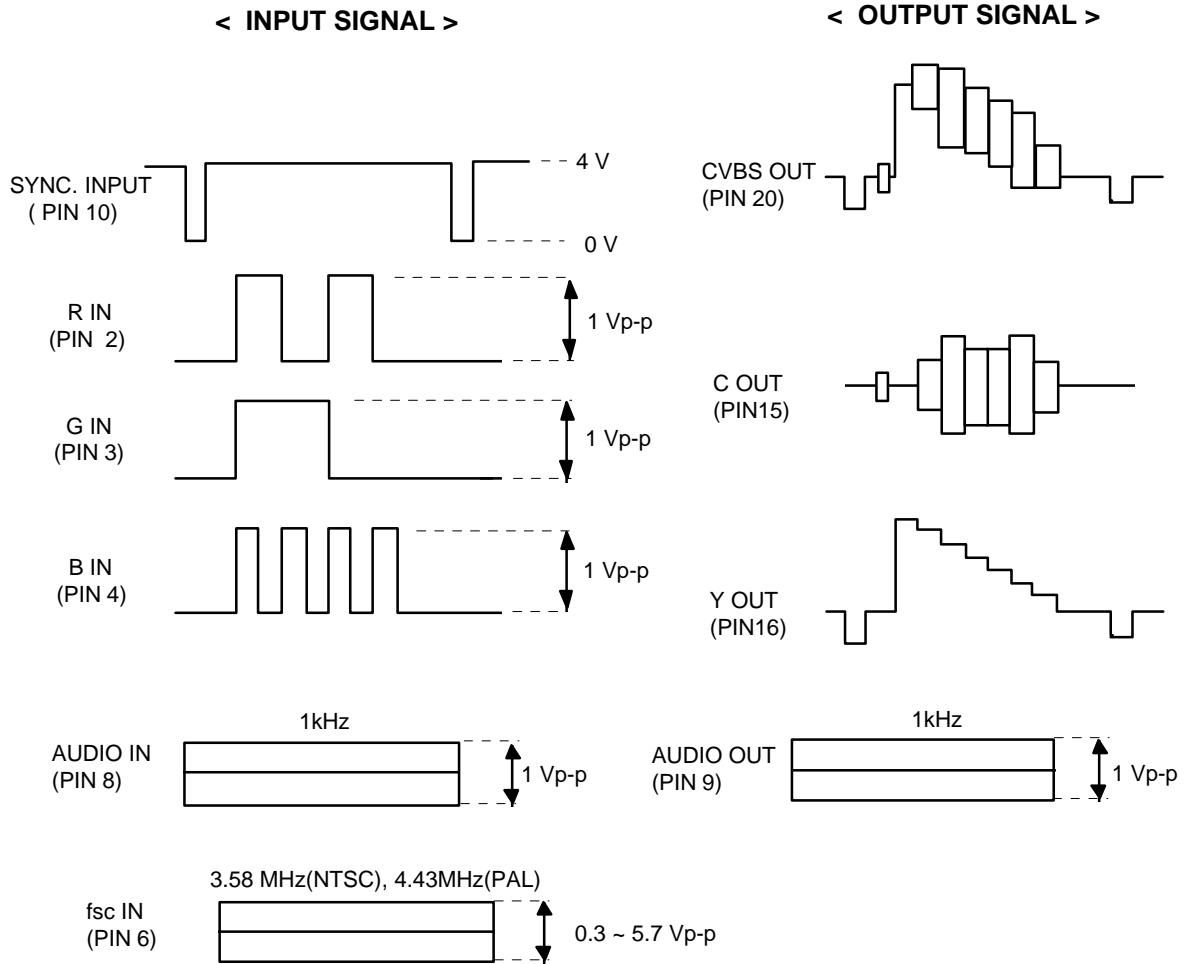 < INPUT SIGNAL >
SYNC. INPUT
( PIN 10)
4 V
0 V
R IN
(PIN 2)
1 Vp-p
G IN
(PIN 3)
1 Vp-p
B IN
(PIN 4)
1 Vp-p
1kHz
AUDIO IN
(PIN 8)
1 Vp-p
3.58 MHz(NTSC), 4.43MHz(PAL)
fsc IN
(PIN 6)
0.3 ~ 5.7 Vp-p
< OUTPUT SIGNAL >
CVBS OUT
(PIN 20)
C OUT
(PIN15)
Y OUT
(PIN16)
1kHz
AUDIO OUT
(PIN 9)
1 Vp-p